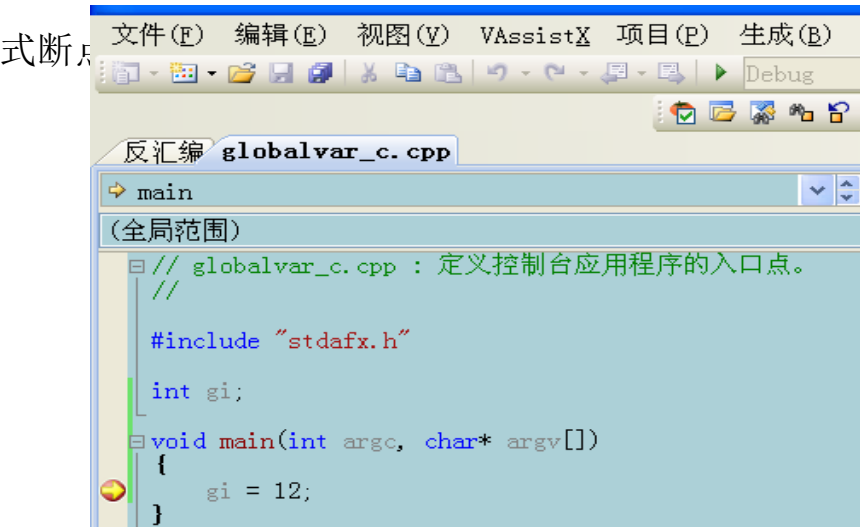 式断点
文件(F) 编辑(E) 视图(V) VAssistX 项目(P) 生成(B)
Debug
反汇编 globalvar_c.cpp
main
(全局范围)
// globalvar_c.cpp : 定义控制台应用程序的入口点。
//
#include "stdafx.h"
int gi;
void main(int argc, char* argv[])
{
gi = 12;
}